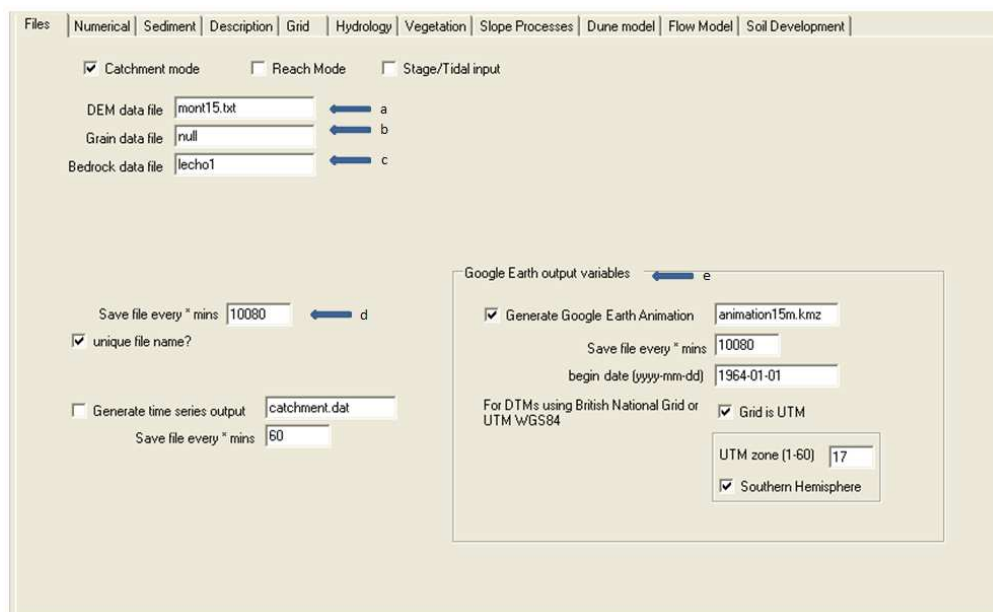 Files Numerical Sediment Description Grid Hydrology Vegetation Slope Processes Dune model Flow Model Soil Development
Catchment mode Reach Mode Stage/Tidal input
DEM data file mont15.txt a
Grain data file null b
Bedrock data file lecho1 c
Google Earth output variables e
Save file every * mins 10080 d
unique file name?
Generate time series output catchment.dat
Save file every * mins 60
Generate Google Earth Animation animation15m.kmz
Save file every * mins 10080
begin date (yyyy-mm-dd) 1964-01-01
For DTMs using British National Grid or
UTM WGS84
Grid is UTM
UTM zone (1-60) 17
Southern Hemisphere